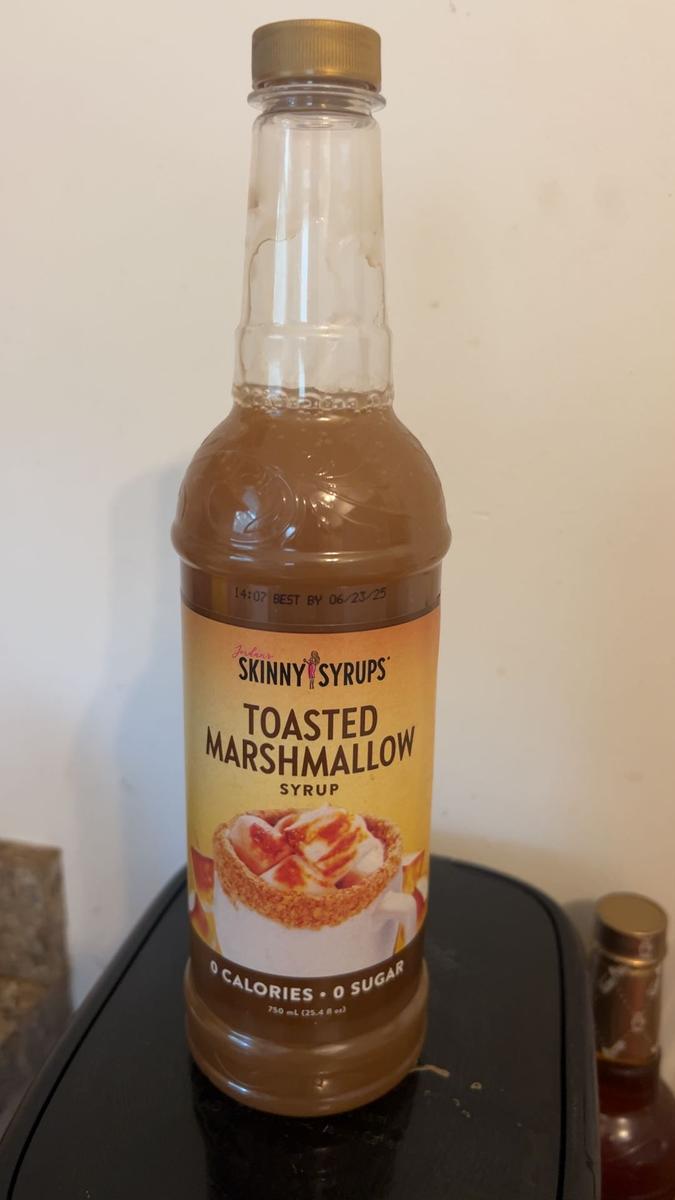 14:07 BEST BY 06/23/25
Jordan's
SKINNY SYRUPS
TOASTED
MARSHMALLOW
SYRUP
0 CALORIES • 0 SUGAR
750 mL (25.4 fl oz)